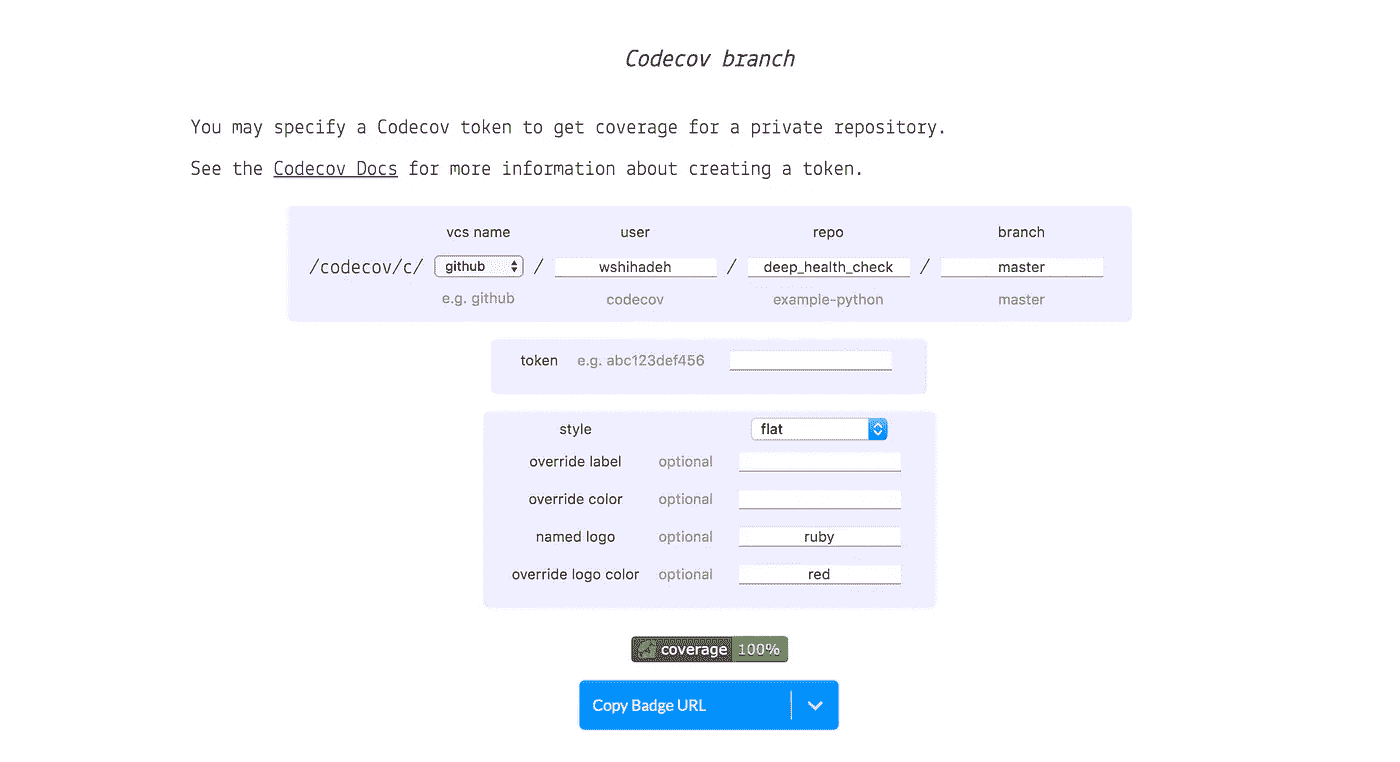 Codecov branch
You may specify a Codecov token to get coverage for a private repository.
See the Codecov Docs for more information about creating a token.
vcs name user repo branch
/codecov/c/ github / wshihadeh / deep_health_check / master
e.g. github codecov example-python master
token e.g. abc123def456
style flat
override label optional
override color optional
named logo optional ruby
override logo color optional red
coverage 100%
Copy Badge URL